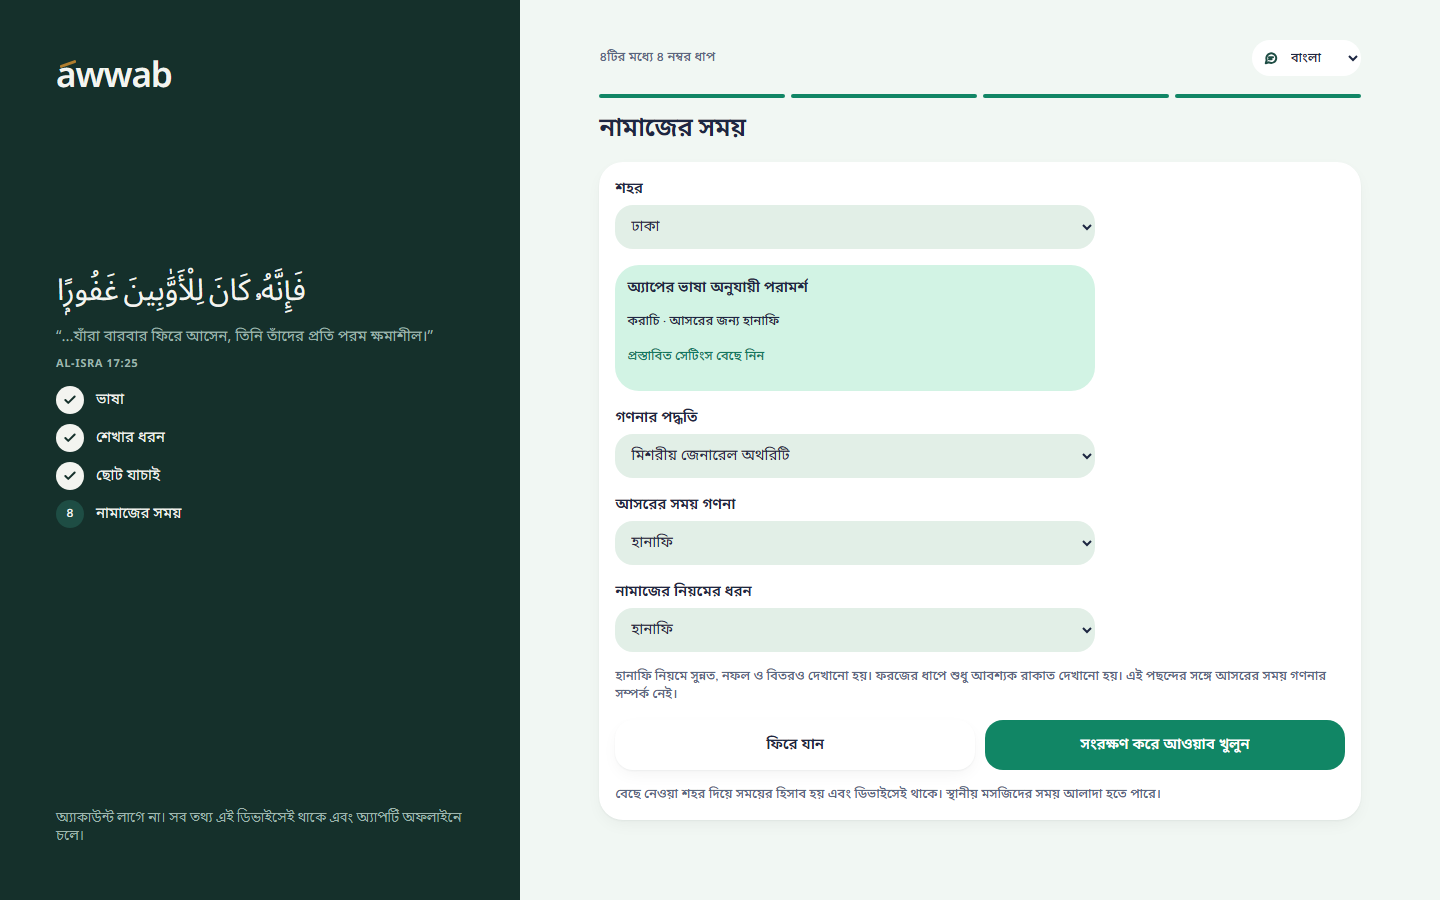 awwab
فَإِنَّهُۥ كَانَ لِلْأَوَّٰبِينَ غَفُورًۭا
“...যাঁরা বারবার ফিরে আসেন, তিনি তাঁদের প্রতি পরম ক্ষমাশীল।”
AL-ISRA 17:25
ভাষা
শেখার ধরন
ছোট যাচাই
৪ নামাজের সময়
অ্যাকাউন্ট লাগে না। সব তথ্য এই ডিভাইসেই থাকে এবং অ্যাপটি অফলাইনে
চলে।
৪টির মধ্যে ৪ নম্বর ধাপ
বাংলা
নামাজের সময়
শহর
ঢাকা
অ্যাপের ভাষা অনুযায়ী পরামর্শ
করাচি · আসরের জন্য হানাফি
প্রস্তাবিত সেটিংস বেছে নিন
গণনার পদ্ধতি
মিশরীয় জেনারেল অথরিটি
আসরের সময় গণনা
হানাফি
নামাজের নিয়মের ধরন
হানাফি
হানাফি নিয়মে সুন্নত, নফল ও বিতরও দেখানো হয়। ফরজের ধাপে শুধু আবশ্যক রাকাত দেখানো হয়। এই পছন্দের সঙ্গে আসরের সময় গণনার
সম্পর্ক নেই।
ফিরে যান
সংরক্ষণ করে আওয়াব খুলুন
বেছে নেওয়া শহর দিয়ে সময়ের হিসাব হয় এবং ডিভাইসেই থাকে। স্থানীয় মসজিদের সময় আলাদা হতে পারে।